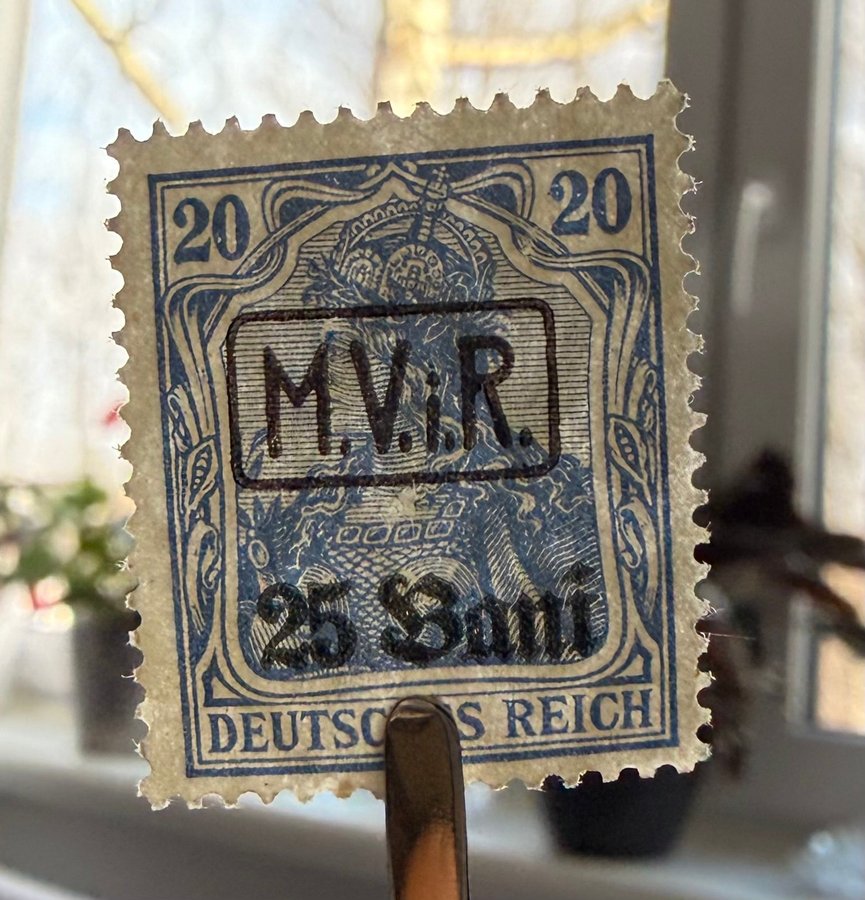 20 20
M.V.i.R.
25 Bani
DEUTSCHES REICH